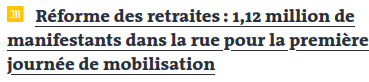 Réforme des retraites : 1,12 million de
manifestants dans la rue pour la première
journée de mobilisation